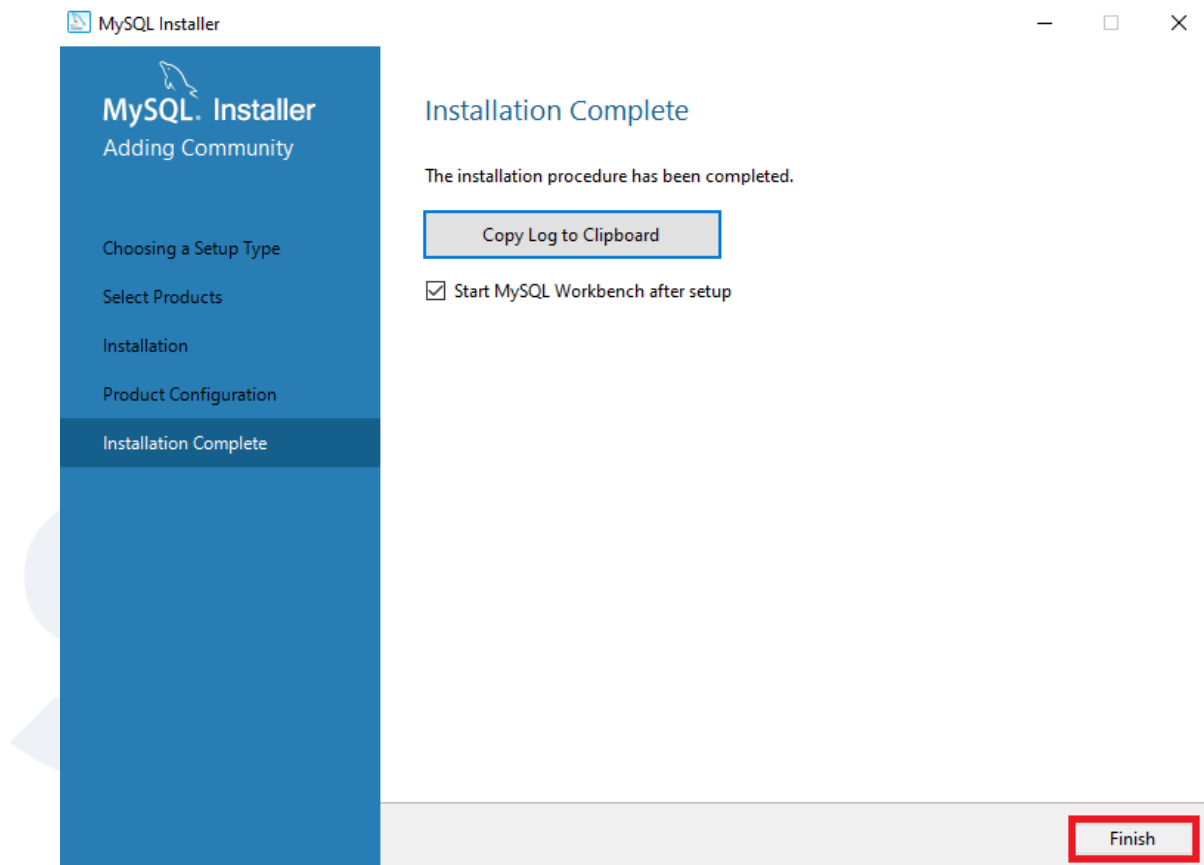 MySQL Installer
MySQL. Installer
Adding Community
Choosing a Setup Type
Select Products
Installation
Product Configuration
Installation Complete
Installation Complete
The installation procedure has been completed.
Copy Log to Clipboard
Start MySQL Workbench after setup
Finish